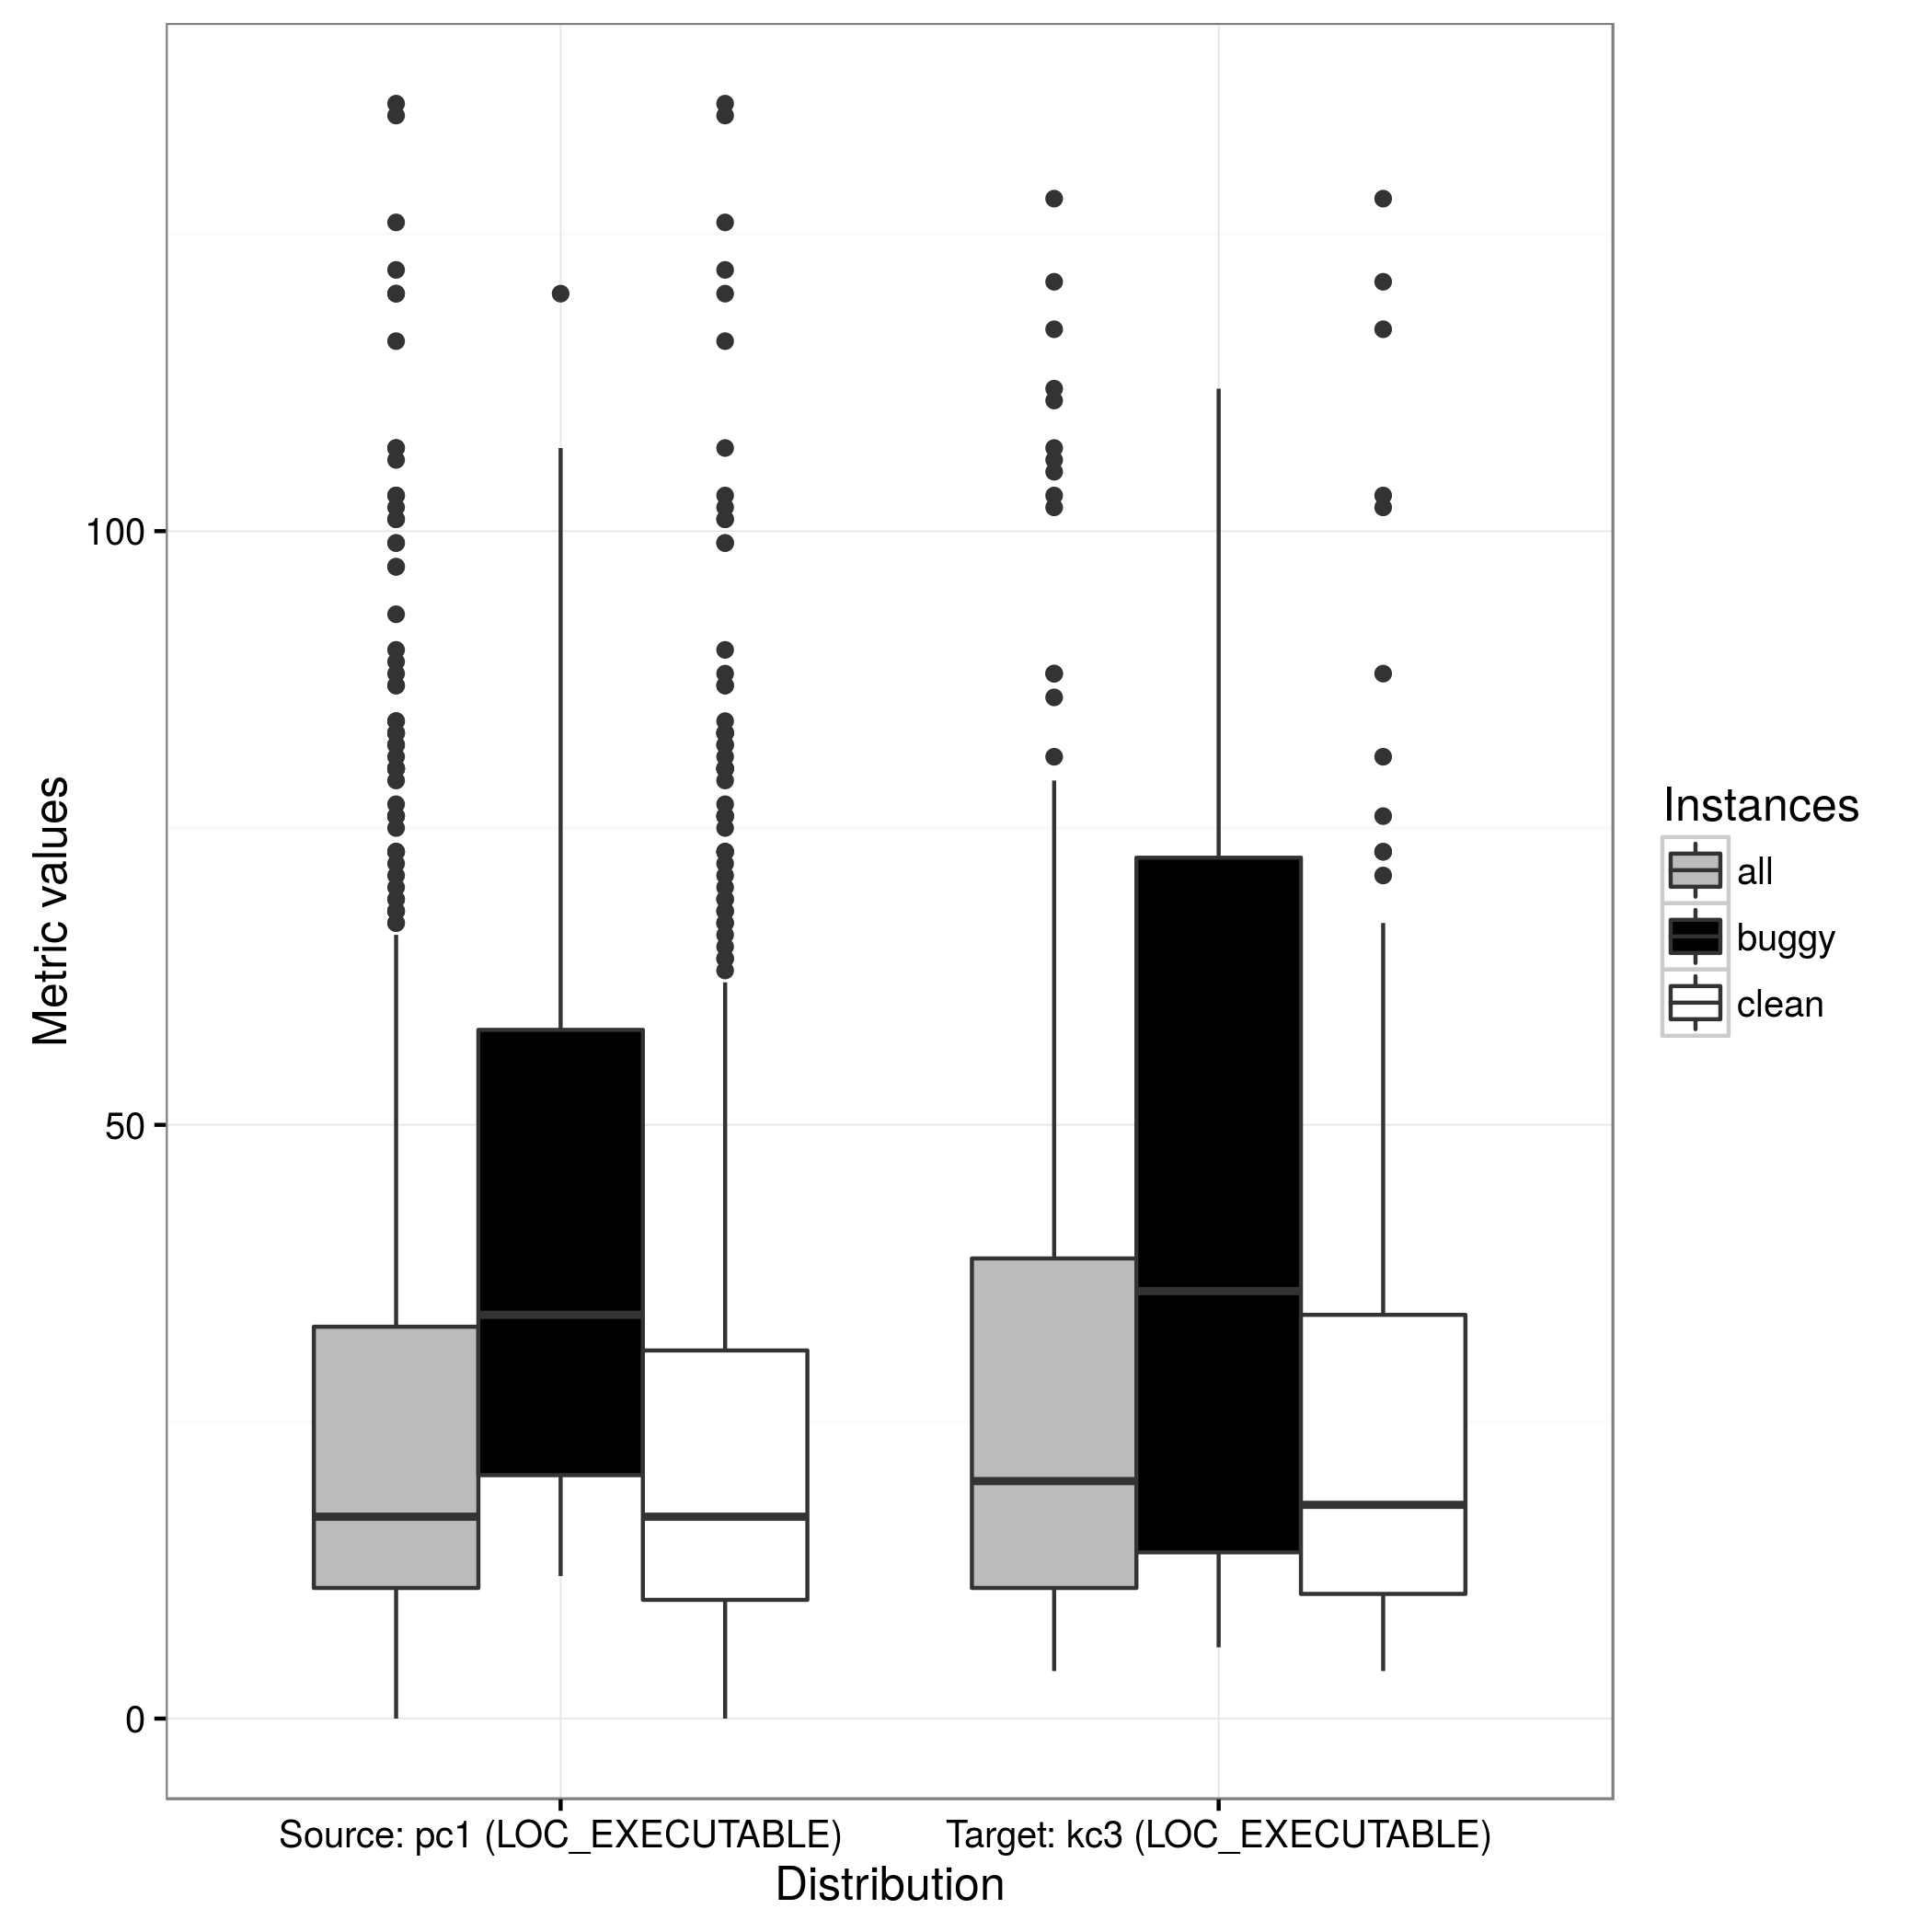 Metric values
100
50
0
Source: pc1 (LOC_EXECUTABLE)
Target: kc3 (LOC_EXECUTABLE)
Distribution
Instances
all
buggy
clean